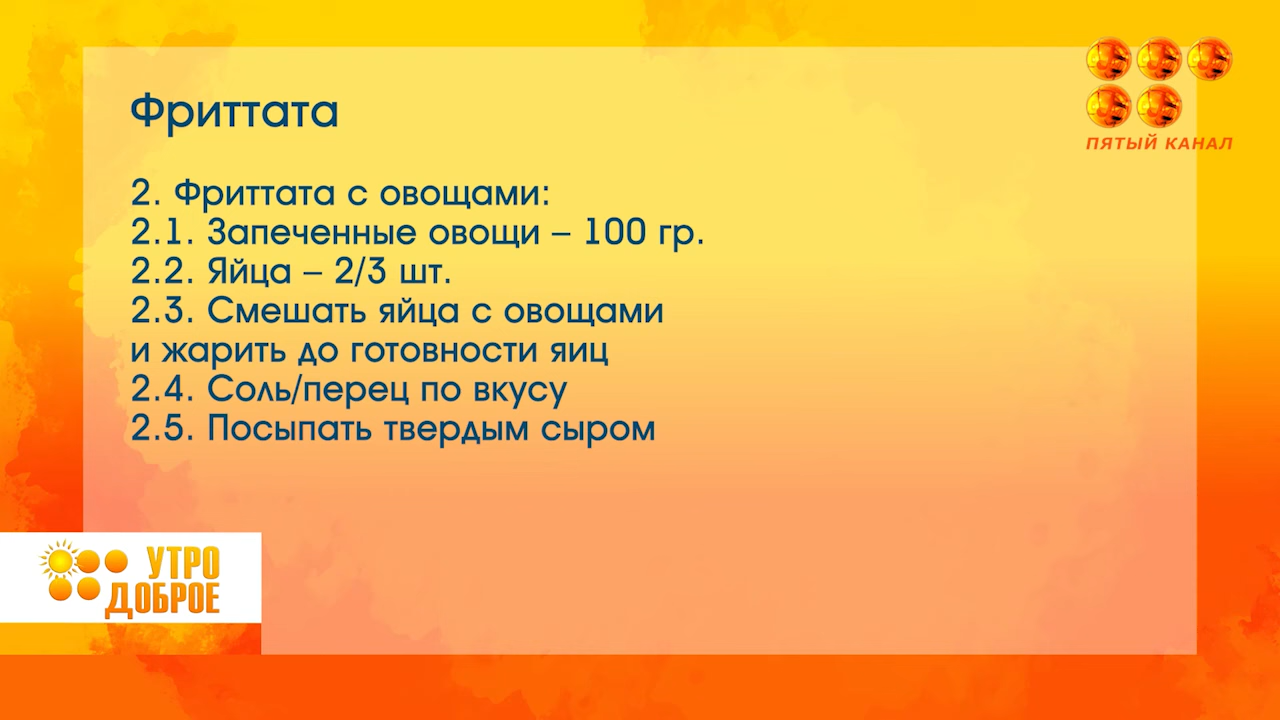 Фриттата
ПЯТЫЙ КАНАЛ
2. Фриттата с овощами:
2.1. Запеченные овощи – 100 гр.
2.2. Яйца – 2/3 шт.
2.3. Смешать яйца с овощами
и жарить до готовности яиц
2.4. Соль/перец по вкусу
2.5. Посыпать твердым сыром
УТРО
ДОБРОЕ